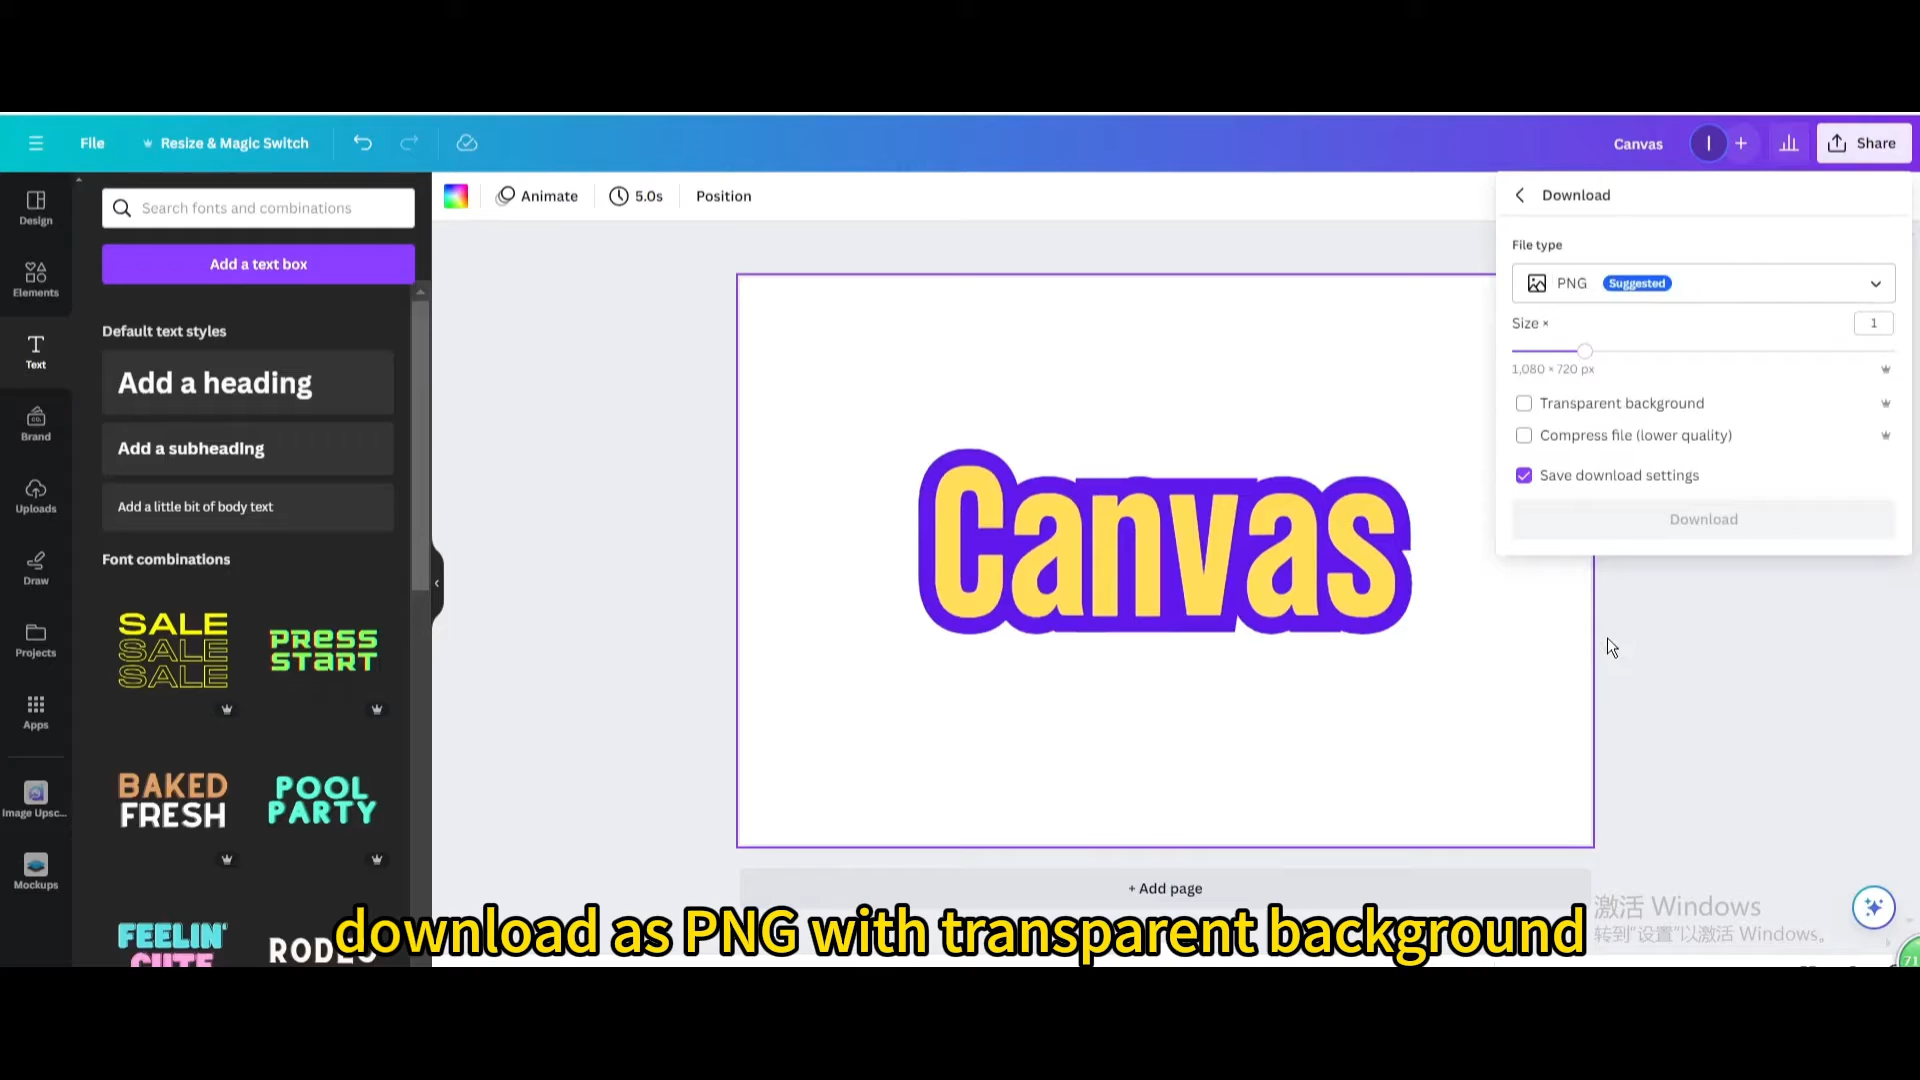 File
Resize & Magic Switch
Canvas
I
Share
Design
Elements
Text
Brand
Uploads
Draw
Projects
Apps
Image Upsc...
Mockups
Search fonts and combinations
Add a text box
Default text styles
Add a heading
Add a subheading
Add a little bit of body text
Font combinations
SALE
SALE
SALE
PRESS
START
BAKED
FRESH
POOL
PARTY
FEELIN'
CUTE
RODEO
Animate
5.0s
Position
Canvas
+ Add page
Download
File type
PNG Suggested
Size ×
1
1,080 × 720 px
Transparent background
Compress file (lower quality)
Save download settings
Download
激活 Windows
转到"设置"以激活 Windows。
71
download as PNG with transparent background